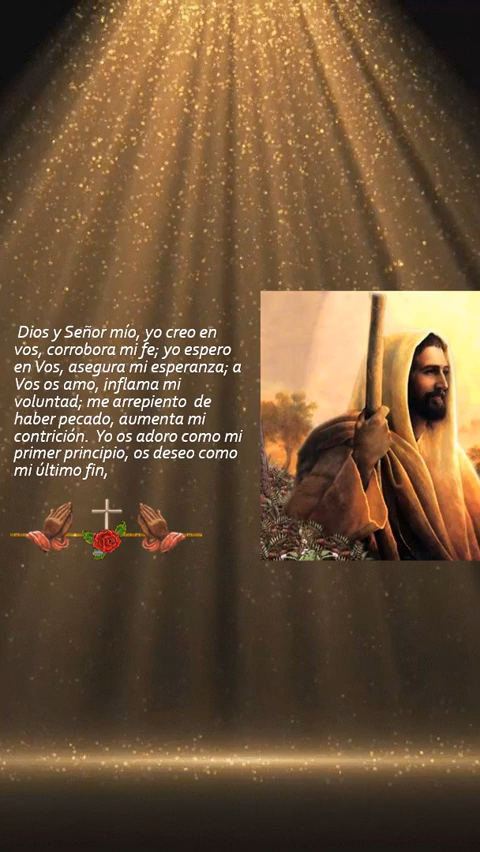 Dios y Señor mío, yo creo en
vos, corrobora mi fe; yo espero
en Vos, asegura mi esperanza; a
Vos os amo, inflama mi
voluntad; me arrepiento de
haber pecado, aumenta mi
contrición. Yo os adoro como mi
primer principio, os deseo como
mi último fin,